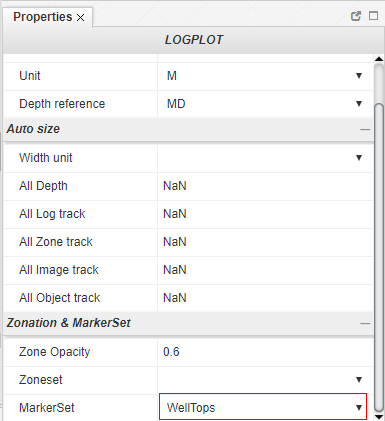 Properties
LOGPLOT
Unit M
Depth reference MD
Auto size
Width unit
All Depth NaN
All Log track NaN
All Zone track NaN
All Image track NaN
All Object track NaN
Zonation & MarkerSet
Zone Opacity 0.6
Zoneset
MarkerSet WellTops